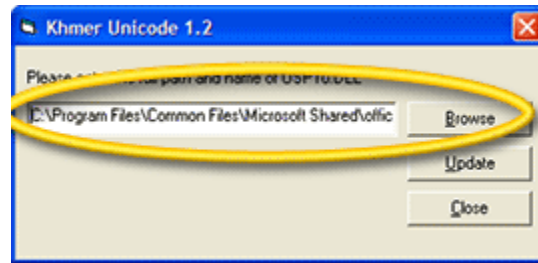 Khmer Unicode 1.2
Please path and name of USP10.DLL
C:\Program Files\Common Files\Microsoft Shared\offic
Browse
Update
Close